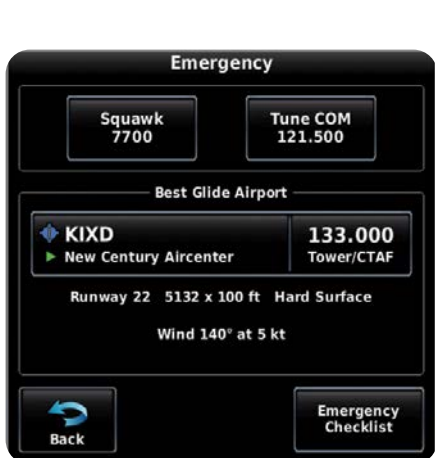 Emergency
Squawk
7700
Tune COM
121.500
Best Glide Airport
KIXD
New Century Aircenter
133.000
Tower/CTAF
Runway 22 5132 x 100 ft Hard Surface
Wind 140° at 5 kt
Back
Emergency
Checklist